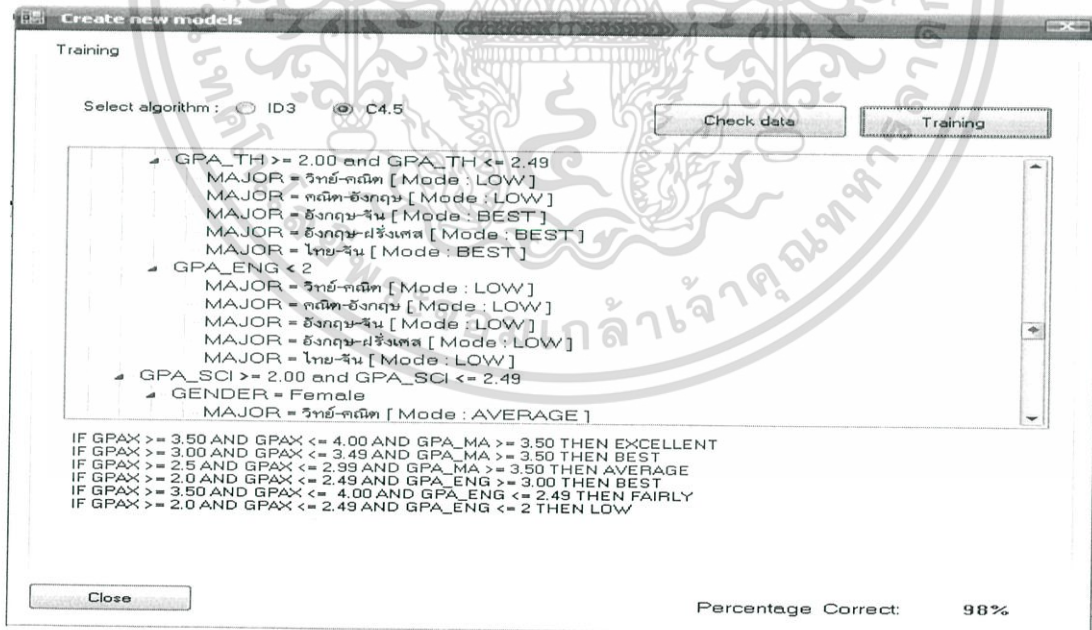 Create new models
Training
Select algorithm : ID3 C4.5 Check data Training
GPA_TH >= 2.00 and GPA_TH <= 2.49
MAJOR = วิทย์-คณิต [ Mode : LOW ]
MAJOR = คณิต-อังกฤษ [ Mode : LOW ]
MAJOR = อังกฤษ-จีน [ Mode : BEST ]
MAJOR = อังกฤษ-ฝรั่งเศส [ Mode : BEST ]
MAJOR = ไทย-จีน [ Mode : BEST ]
GPA_ENG < 2
MAJOR = วิทย์-คณิต [ Mode : LOW ]
MAJOR = คณิต-อังกฤษ [ Mode : LOW ]
MAJOR = อังกฤษ-จีน [ Mode : LOW ]
MAJOR = อังกฤษ-ฝรั่งเศส [ Mode : LOW ]
MAJOR = ไทย-จีน [ Mode : LOW ]
GPA_SCI >= 2.00 and GPA_SCI <= 2.49
GENDER = Female
MAJOR = วิทย์-คณิต [ Mode : AVERAGE ]
IF GPAX >= 3.50 AND GPAX <= 4.00 AND GPA_MA >= 3.50 THEN EXCELLENT
IF GPAX >= 3.00 AND GPAX <= 3.49 AND GPA_MA >= 3.50 THEN BEST
IF GPAX >= 2.5 AND GPAX <= 2.99 AND GPA_MA >= 3.50 THEN AVERAGE
IF GPAX >= 2.0 AND GPAX <= 2.49 AND GPA_ENG >= 3.00 THEN BEST
IF GPAX >= 3.50 AND GPAX <= 4.00 AND GPA_ENG <= 2.49 THEN FAIRLY
IF GPAX >= 2.0 AND GPAX <= 2.49 AND GPA_ENG <= 2 THEN LOW
Close
Percentage Correct: 98%